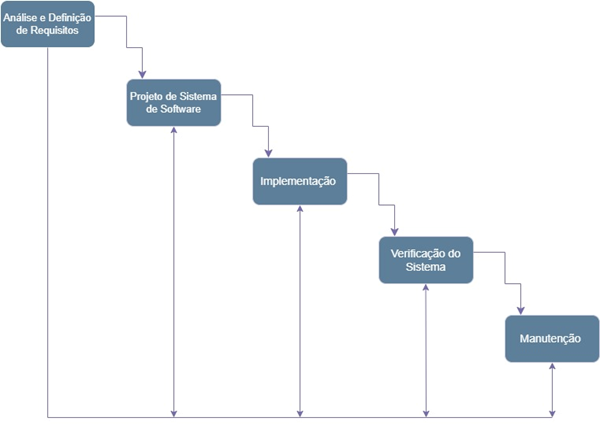 Análise e Definição
de Requisitos
Projeto de Sistema
de Software
Implementação
Verificação do
Sistema
Manutenção